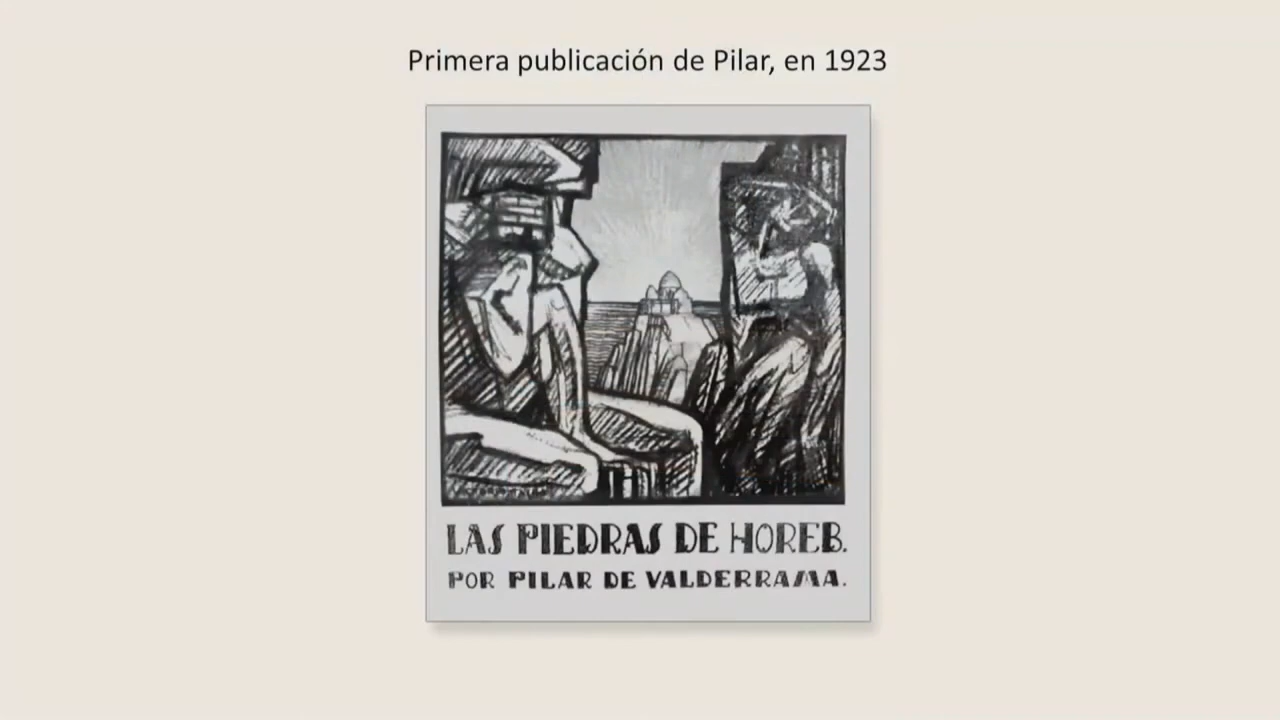 Primera publicación de Pilar, en 1923
LAS PIEDRAS DE HOREB.
POR PILAR DE VALDERRAMA.